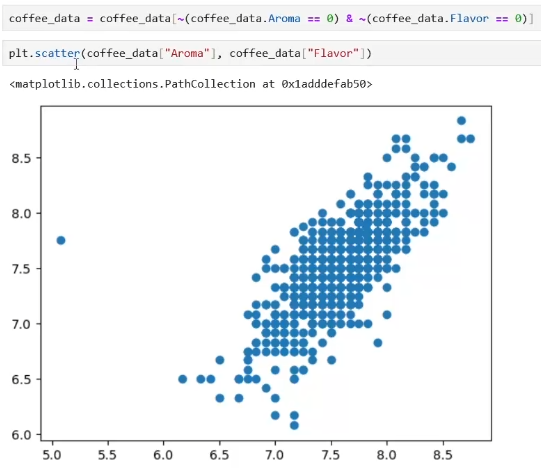 coffee_data = coffee_data[~(coffee_data.Aroma == 0) & ~(coffee_data.Flavor == 0)]
plt.scatter(coffee_data["Aroma"], coffee_data["Flavor"])
<matplotlib.collections.PathCollection at 0x1adddefab50>
8.5
8.0
7.5
7.0
6.5
6.0
5.0 5.5 6.0 6.5 7.0 7.5 8.0 8.5